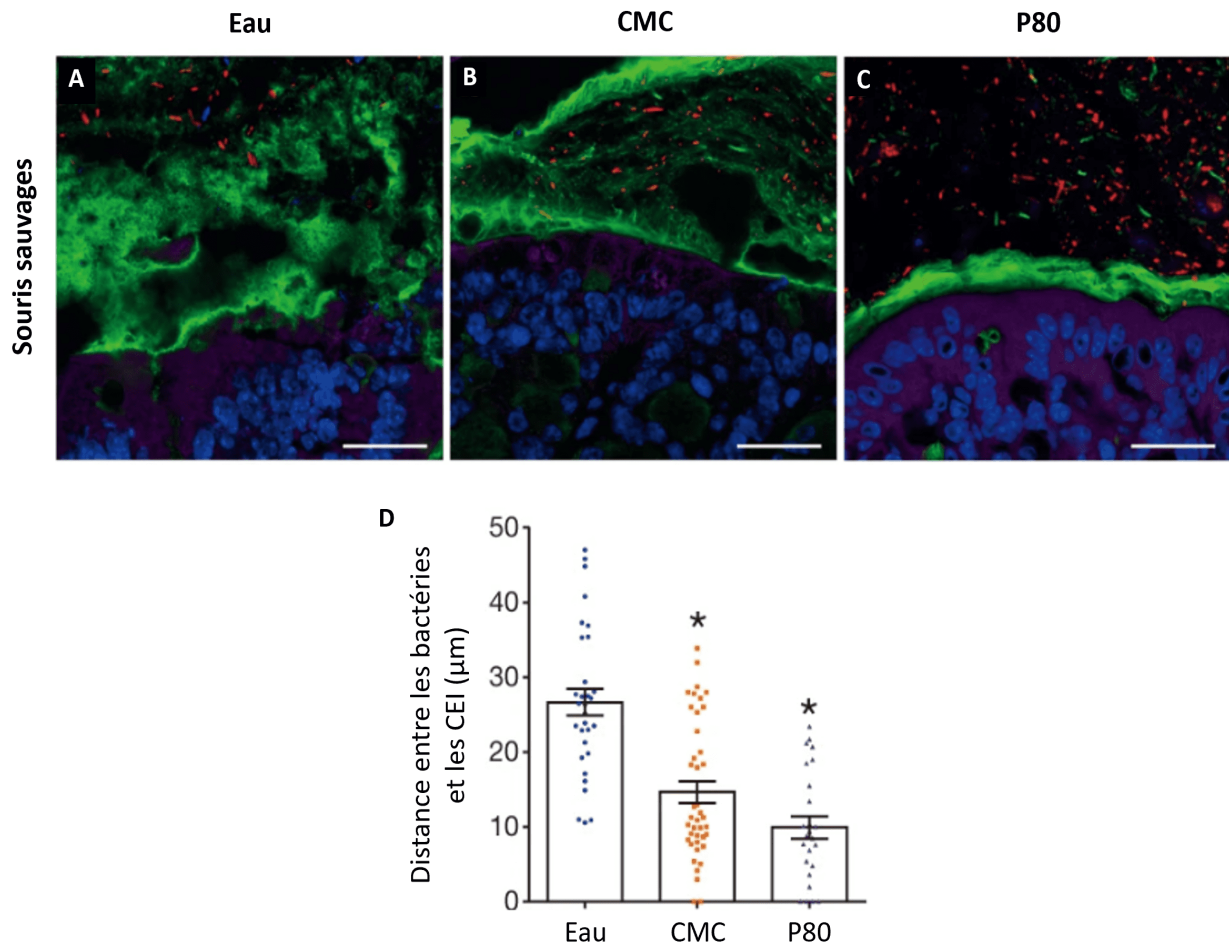 Eau
CMC
P80
A
B
C
Souris sauvages
D
Distance entre les bactéries
et les CEI (µm)
50
40
30
20
10
0
*
*
Eau
CMC
P80